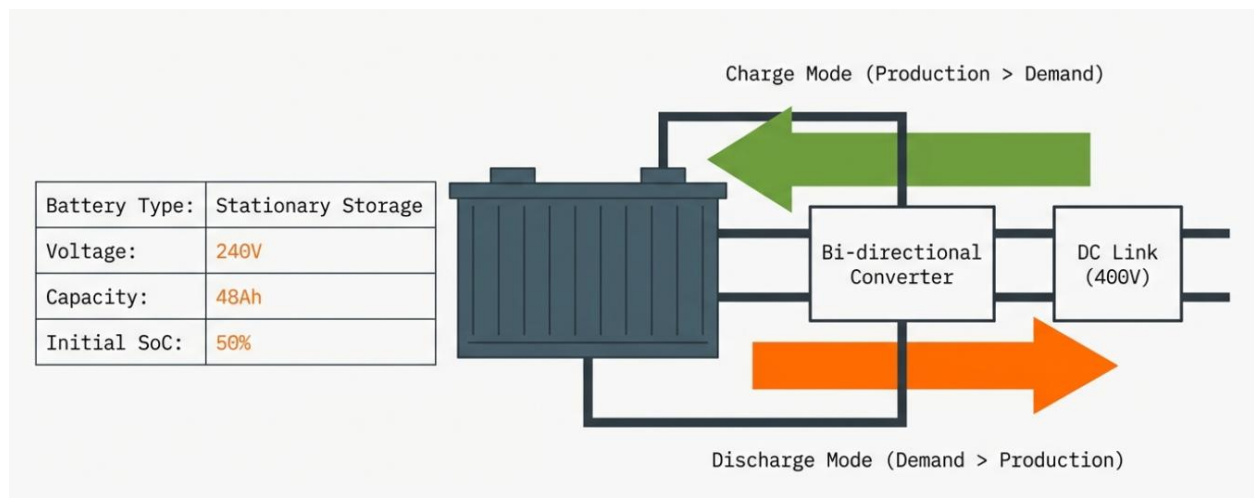 Charge Mode (Production > Demand)
Battery Type: Stationary Storage
Voltage: 240V
Capacity: 48Ah
Initial SoC: 50%
Bi-directional
Converter
DC Link
(400V)
Discharge Mode (Demand > Production)